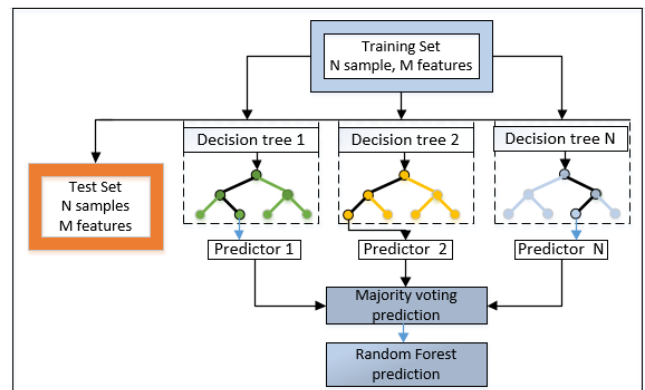 Training Set
N sample, M features
Decision tree 1
Decision tree 2
Decision tree N
Test Set
N samples
M features
Predictor 1
Predictor 2
Predictor N
Majority voting
prediction
Random Forest
prediction